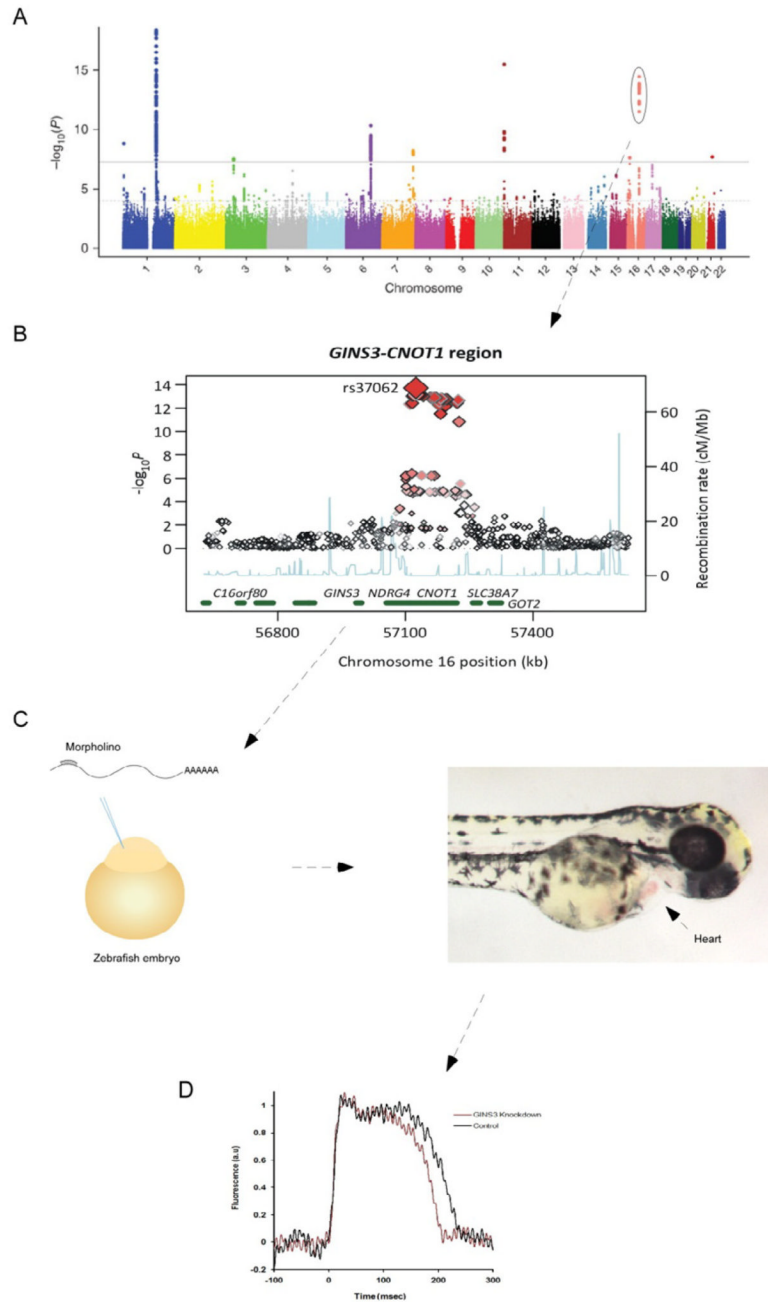 A
15
10
5
0
−log₁₀(P)
1
2
3
4
5
6
7
8
9
10
11
12
13
14
15
16
17
18
19
20
21
22
Chromosome
B
GINS3-CNOT1 region
rs37062
14
12
10
8
6
4
2
0
-log₁₀P
60
40
20
0
Recombination rate (cM/Mb)
C16orf80 GINS3 NDRG4 CNOT1 SLC38A7
GOT2
56800 57100 57400
Chromosome 16 position (kb)
C
Morpholino
AAAAAA
Zebrafish embryo
Heart
D
1
0.8
0.6
0.4
0.2
0
-0.2
Fluorescence (a.u)
GINS3 Knockdown
Control
-100 0 100 200 300
Time (msec)